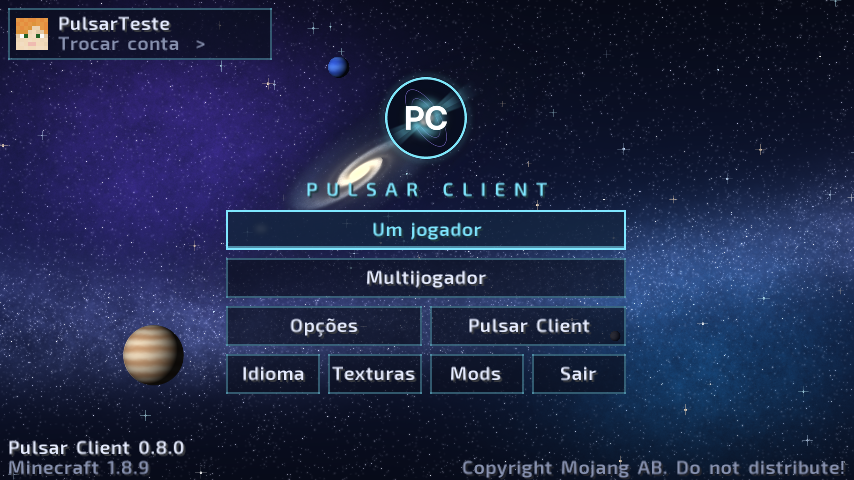 PulsarTeste
Trocar conta >
PC
PULSAR CLIENT
Um jogador
Multijogador
Opções
Pulsar Client
Idioma
Texturas
Mods
Sair
Pulsar Client 0.8.0
Minecraft 1.8.9
Copyright Mojang AB. Do not distribute!